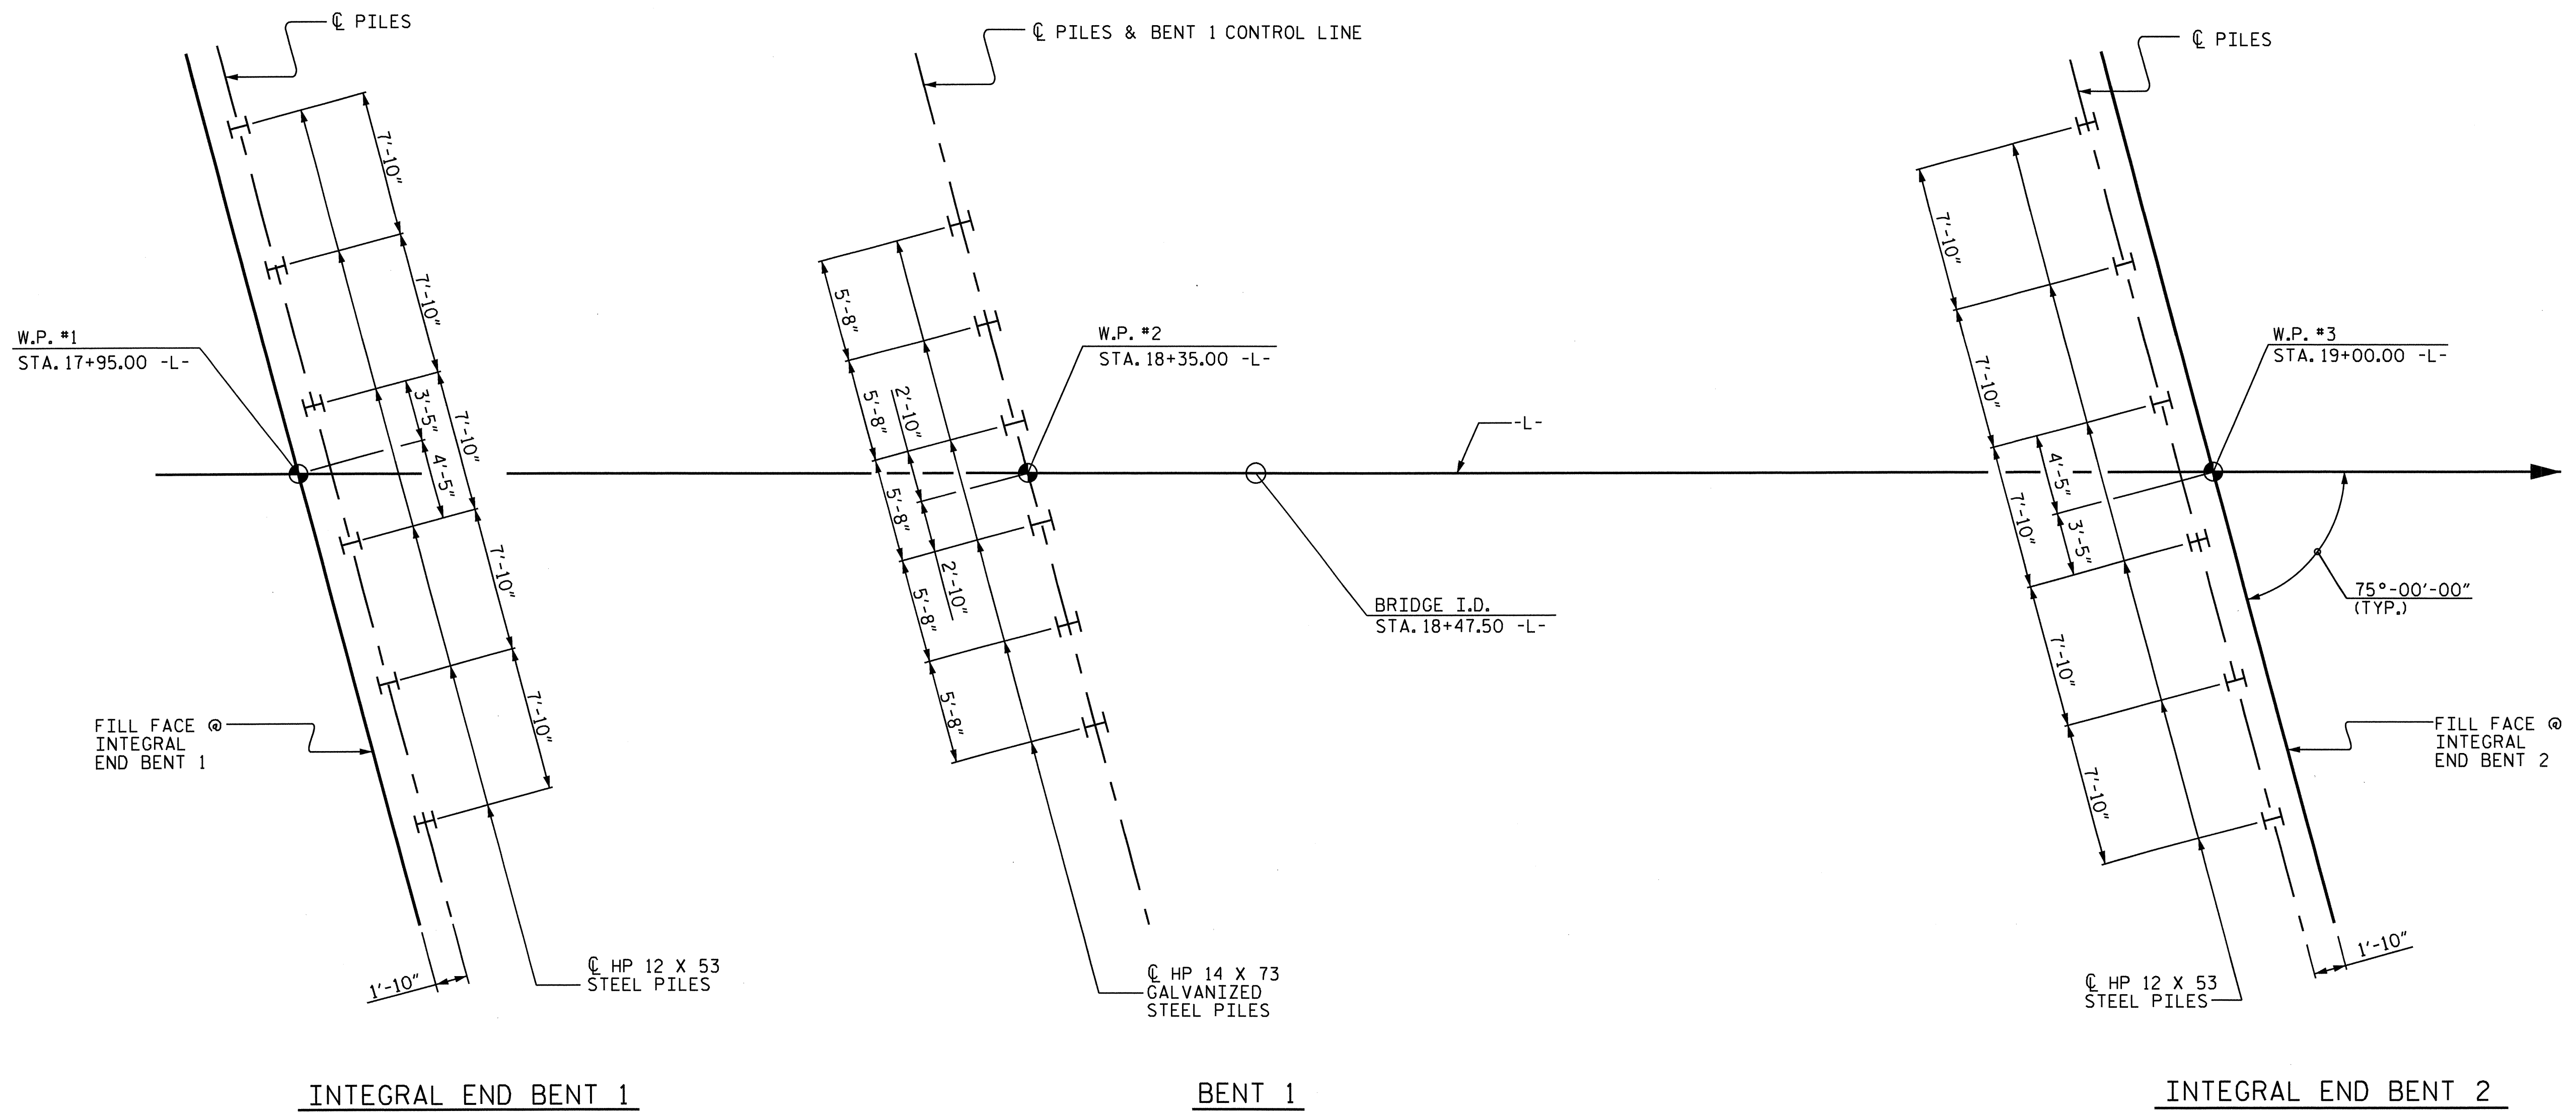 ℄ PILES
℄ PILES & BENT 1 CONTROL LINE
℄ PILES
7'-10"
7'-10"
7'-10"
7'-10"
7'-10"
3'-5"
4'-5"
W.P. #1
STA. 17+95.00 -L-
FILL FACE @
INTEGRAL
END BENT 1
1'-10"
℄ HP 12 X 53
STEEL PILES
5'-8"
5'-8"
5'-8"
5'-8"
5'-8"
2'-10"
2'-10"
W.P. #2
STA. 18+35.00 -L-
-L-
BRIDGE I.D.
STA. 18+47.50 -L-
℄ HP 14 X 73
GALVANIZED
STEEL PILES
7'-10"
7'-10"
7'-10"
7'-10"
7'-10"
4'-5"
3'-5"
W.P. #3
STA. 19+00.00 -L-
75°-00'-00"
(TYP.)
FILL FACE @
INTEGRAL
END BENT 2
1'-10"
℄ HP 12 X 53
STEEL PILES
INTEGRAL END BENT 1
BENT 1
INTEGRAL END BENT 2